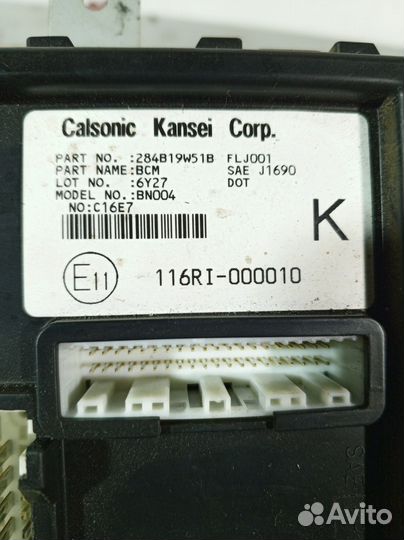 Calsonic Kansei Corp.
PART NO. :284B19W51B FLJ001
PART NAME:BCM SAE J1690
LOT NO. :6Y27 DOT
MODEL NO.:BN004
NO:C16E7
K
E11 116RI-000010
SAE
Avito